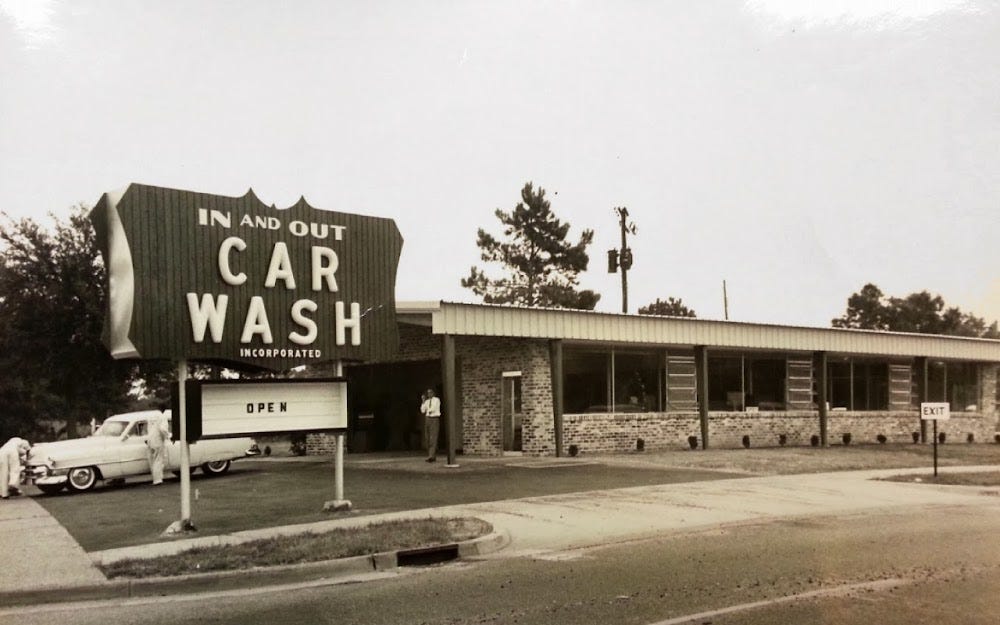 IN AND OUT
CAR
WASH
INCORPORATED
OPEN
EXIT